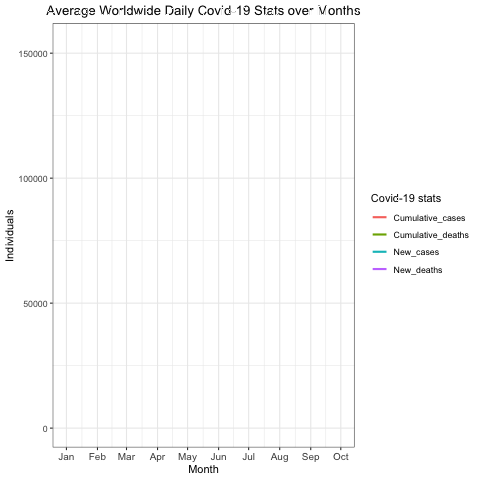 Average Worldwide Daily Covid-19 Stats over Months
150000
100000
50000
0
Individuals
Jan Feb Mar Apr May Jun Jul Aug Sep Oct
Month
Covid-19 stats
Cumulative_cases
Cumulative_deaths
New_cases
New_deaths